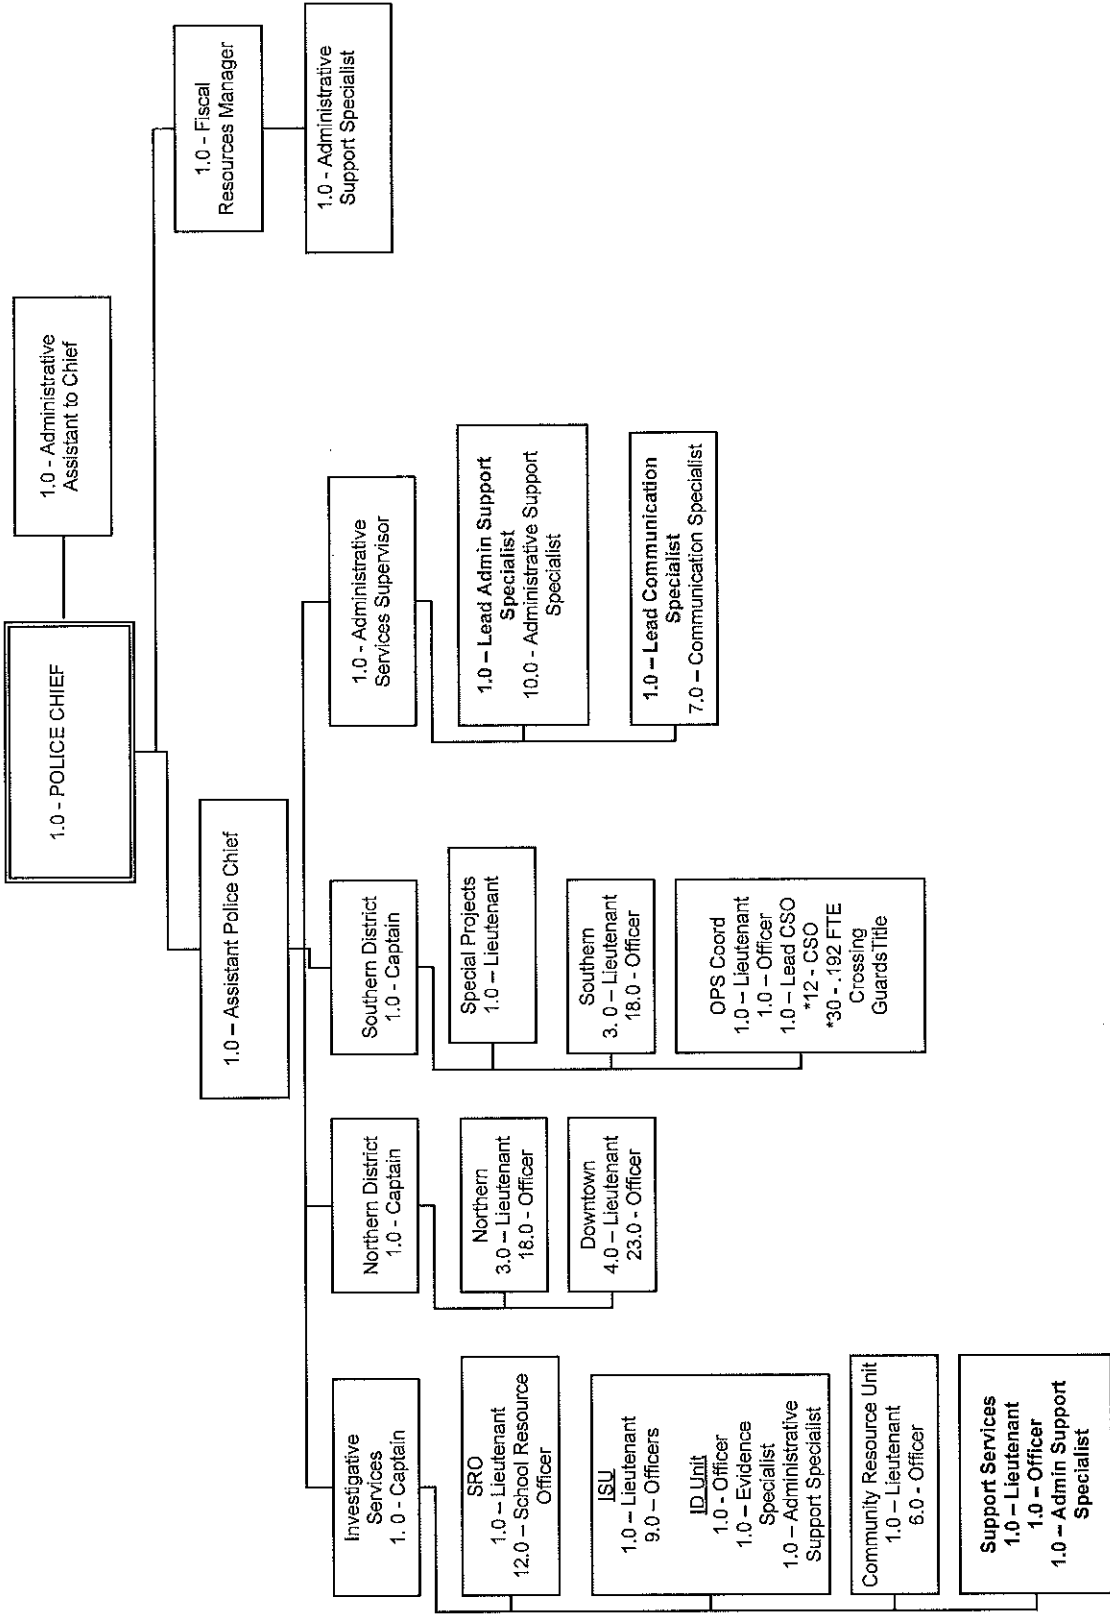 1.0 - POLICE CHIEF
1.0 - Administrative
Assistant to Chief
1.0 – Assistant Police Chief
1.0 - Fiscal
Resources Manager
1.0 - Administrative
Support Specialist
Investigative
Services
1. 0 - Captain
SRO
1.0 – Lieutenant
12.0 – School Resource
Officer
ISU
1.0 – Lieutenant
9.0 – Officers
ID Unit
1.0 - Officer
1.0 – Evidence
Specialist
1.0 – Administrative
Support Specialist
Community Resource Unit
1.0 – Lieutenant
6.0 - Officer
Support Services
1.0 – Lieutenant
1.0 – Officer
1.0 – Admin Support
Specialist
Northern District
1.0 - Captain
Northern
3.0 – Lieutenant
18.0 - Officer
Downtown
4.0 – Lieutenant
23.0 - Officer
Southern District
1.0 - Captain
Special Projects
1.0 – Lieutenant
Southern
3. 0 – Lieutenant
18.0 - Officer
OPS Coord
1.0 – Lieutenant
1.0 – Officer
1.0 – Lead CSO
*12 - CSO
*30 - .192 FTE
Crossing
GuardsTitle
1.0 - Administrative
Services Supervisor
1.0 – Lead Admin Support
Specialist
10.0 - Administrative Support
Specialist
1.0 – Lead Communication
Specialist
7.0 – Communication Specialist